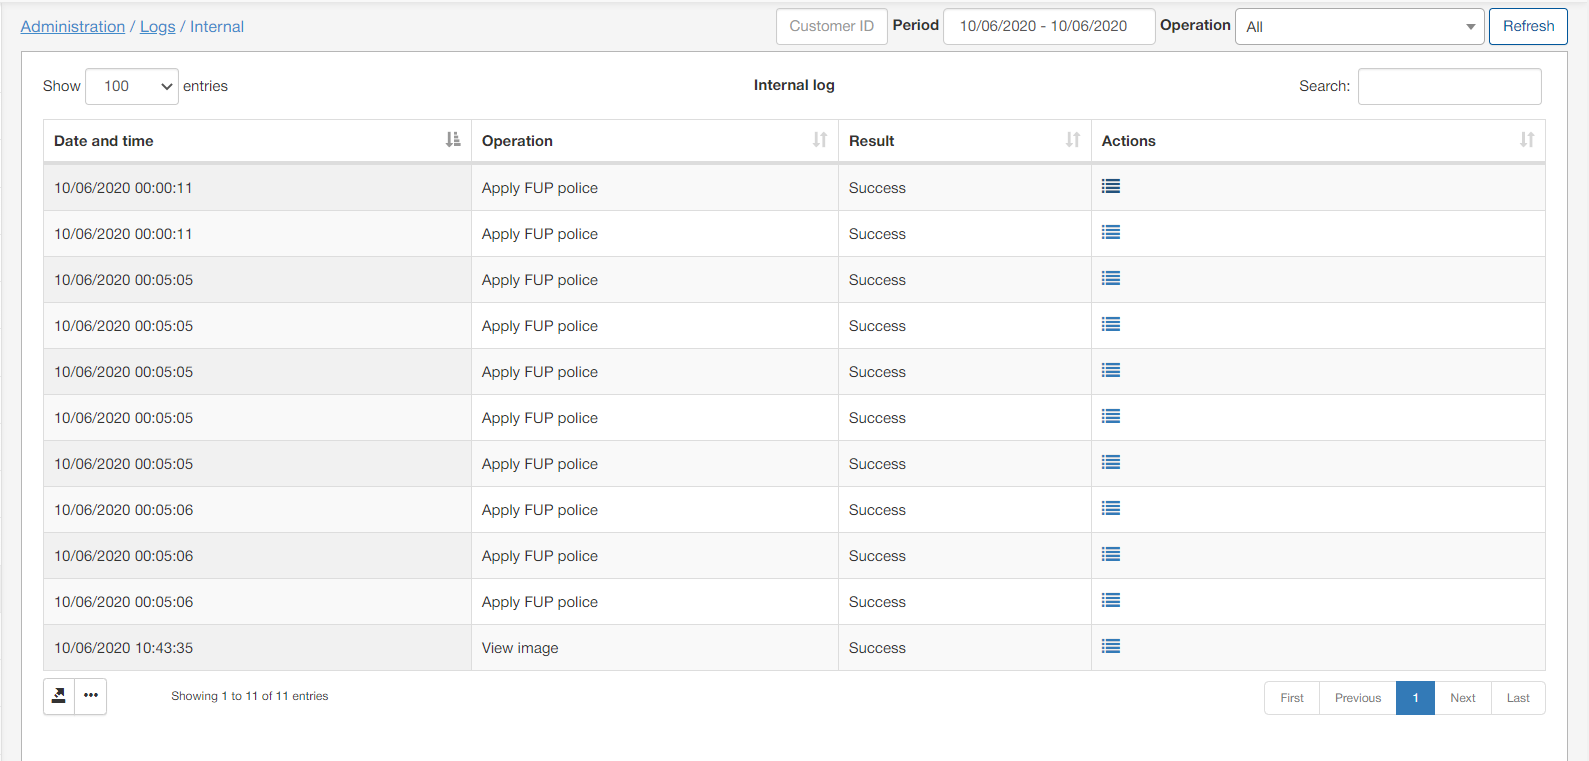 Administration / Logs / Internal Customer ID Period 10/06/2020 - 10/06/2020 Operation All Refresh
Show 100 entries Internal log Search:
Date and time Operation Result Actions
10/06/2020 00:00:11 Apply FUP police Success
10/06/2020 00:00:11 Apply FUP police Success
10/06/2020 00:05:05 Apply FUP police Success
10/06/2020 00:05:05 Apply FUP police Success
10/06/2020 00:05:05 Apply FUP police Success
10/06/2020 00:05:05 Apply FUP police Success
10/06/2020 00:05:05 Apply FUP police Success
10/06/2020 00:05:06 Apply FUP police Success
10/06/2020 00:05:06 Apply FUP police Success
10/06/2020 00:05:06 Apply FUP police Success
10/06/2020 10:43:35 View image Success
Showing 1 to 11 of 11 entries First Previous 1 Next Last